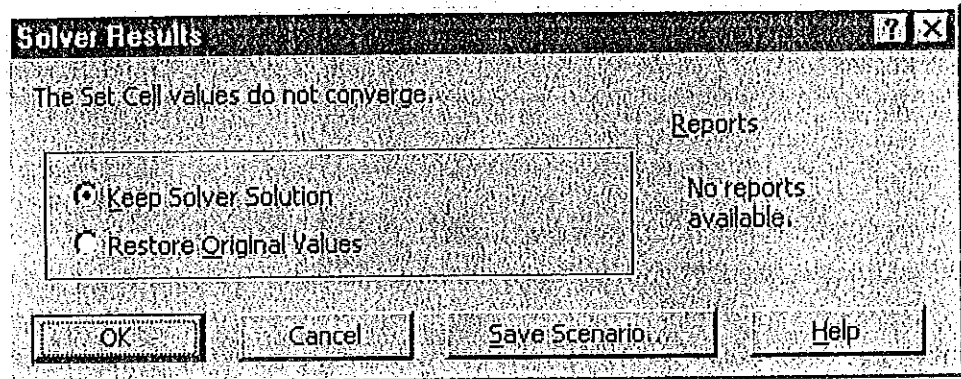 Solver Results
The Set Cell values do not converge.
Reports
Keep Solver Solution
Restore Original Values
No reports
available.
OK
Cancel
Save Scenario...
Help